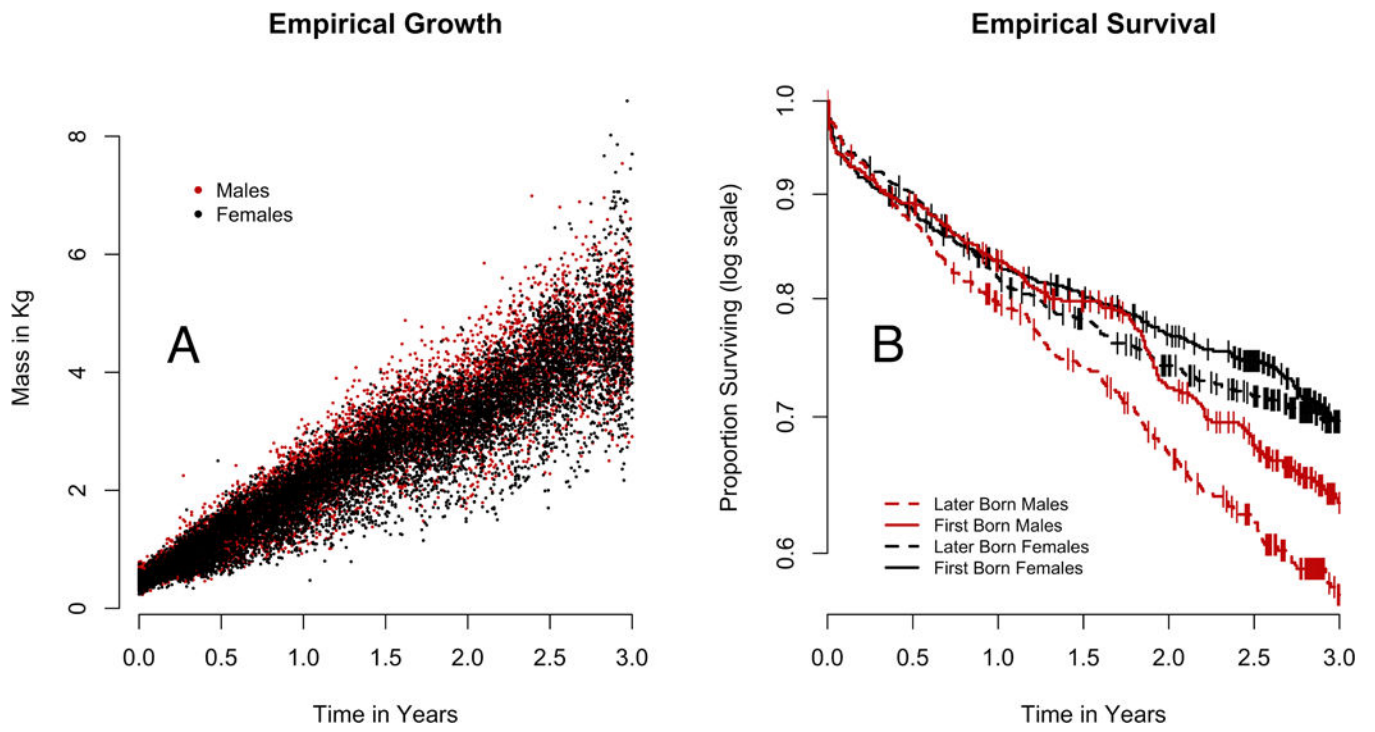 Empirical Growth
Mass in Kg
8
6
4
2
0
Males
Females
A
0.0 0.5 1.0 1.5 2.0 2.5 3.0
Time in Years
Empirical Survival
Proportion Surviving (log scale)
1.0
0.9
0.8
0.7
0.6
B
Later Born Males
First Born Males
Later Born Females
First Born Females
0.0 0.5 1.0 1.5 2.0 2.5 3.0
Time in Years